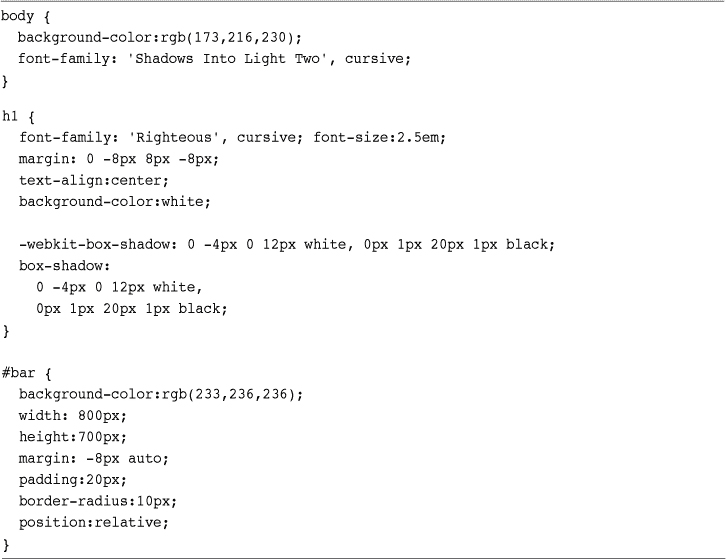 body {
  background-color:rgb(173,216,230);
  font-family: 'Shadows Into Light Two', cursive;
}
h1 {
  font-family: 'Righteous', cursive; font-size:2.5em;
  margin: 0 -8px 8px -8px;
  text-align:center;
  background-color:white;
  -webkit-box-shadow: 0 -4px 0 12px white, 0px 1px 20px 1px black;
  box-shadow:
    0 -4px 0 12px white,
    0px 1px 20px 1px black;
}
#bar {
  background-color:rgb(233,236,236);
  width: 800px;
  height:700px;
  margin: -8px auto;
  padding:20px;
  border-radius:10px;
  position:relative;
}